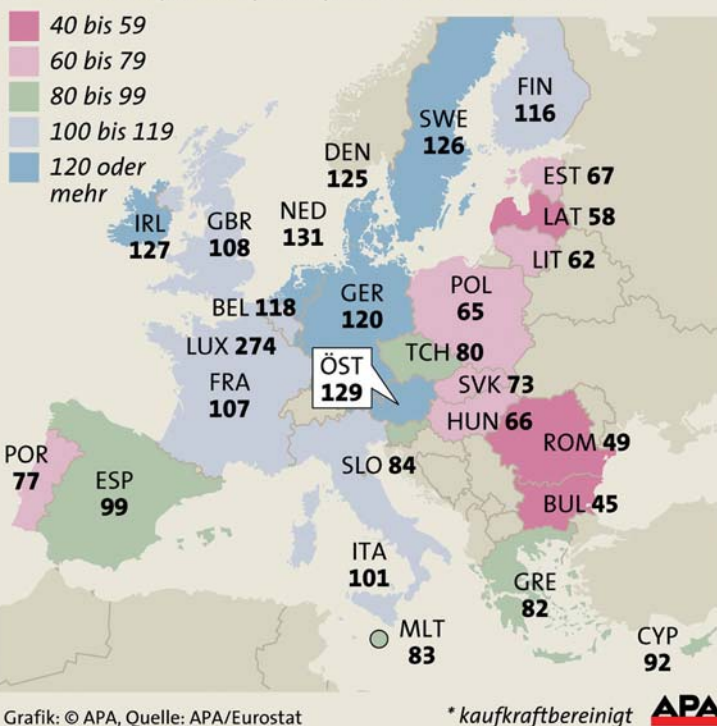 40 bis 59
60 bis 79
80 bis 99
100 bis 119
120 oder
mehr
FIN
116
SWE
126
DEN
125
EST 67
LAT 58
LIT 62
IRL
127
GBR
108
NED
131
BEL 118
GER
120
POL
65
LUX 274
TCH 80
ÖST
129
FRA
107
SVK 73
HUN 66
ROM 49
POR
77
ESP
99
SLO 84
BUL 45
ITA
101
GRE
82
MLT
83
CYP
92
Grafik: © APA, Quelle: APA/Eurostat
* kaufkraftbereinigt
APA